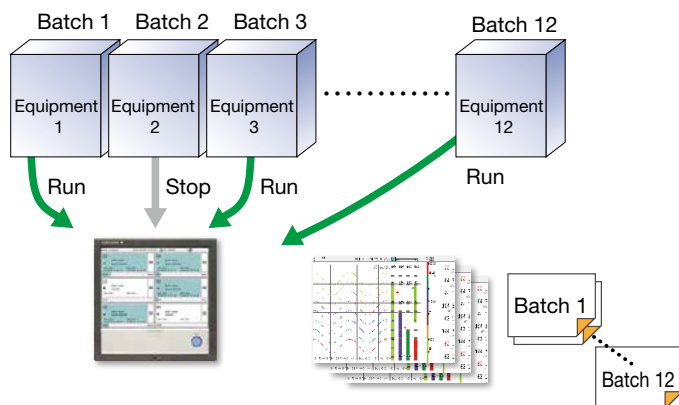 Batch 1 Batch 2 Batch 3 Batch 12
Equipment
1
Equipment
2
Equipment
3
Equipment
12
Run Stop Run Run
Batch 1
Batch 12